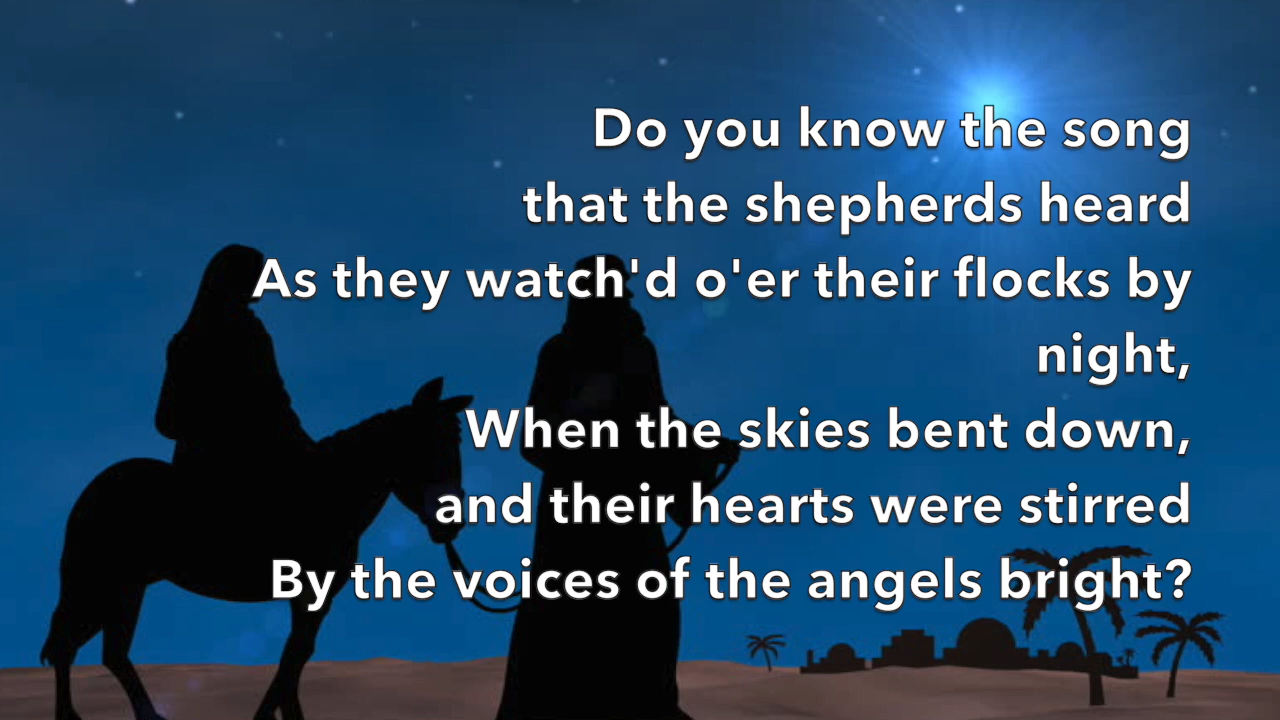 Do you know the song
that the shepherds heard
As they watch'd o'er their flocks by
night,
When the skies bent down,
and their hearts were stirred
By the voices of the angels bright?